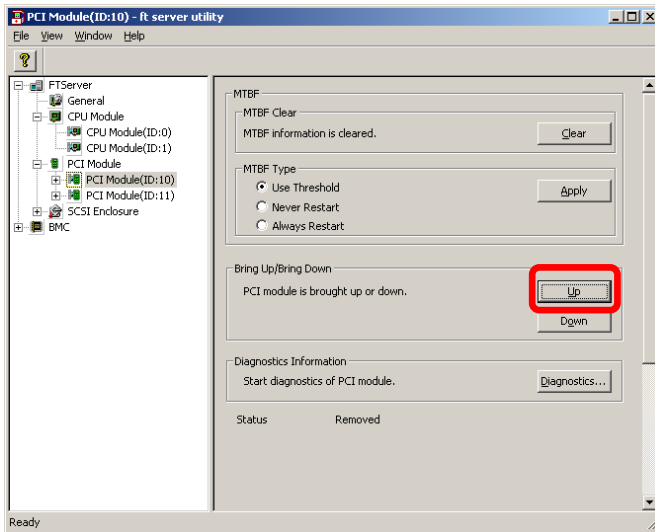 PCI Module(ID:10) - ft server utility
File View Window Help
FTServer
General
CPU Module
CPU Module(ID:0)
CPU Module(ID:1)
PCI Module
PCI Module(ID:10)
PCI Module(ID:11)
SCSI Enclosure
BMC
MTBF
MTBF Clear
MTBF information is cleared. Clear
MTBF Type
Use Threshold Apply
Never Restart
Always Restart
Bring Up/Bring Down
PCI module is brought up or down. Up
Down
Diagnostics Information
Start diagnostics of PCI module. Diagnostics...
Status Removed
Ready